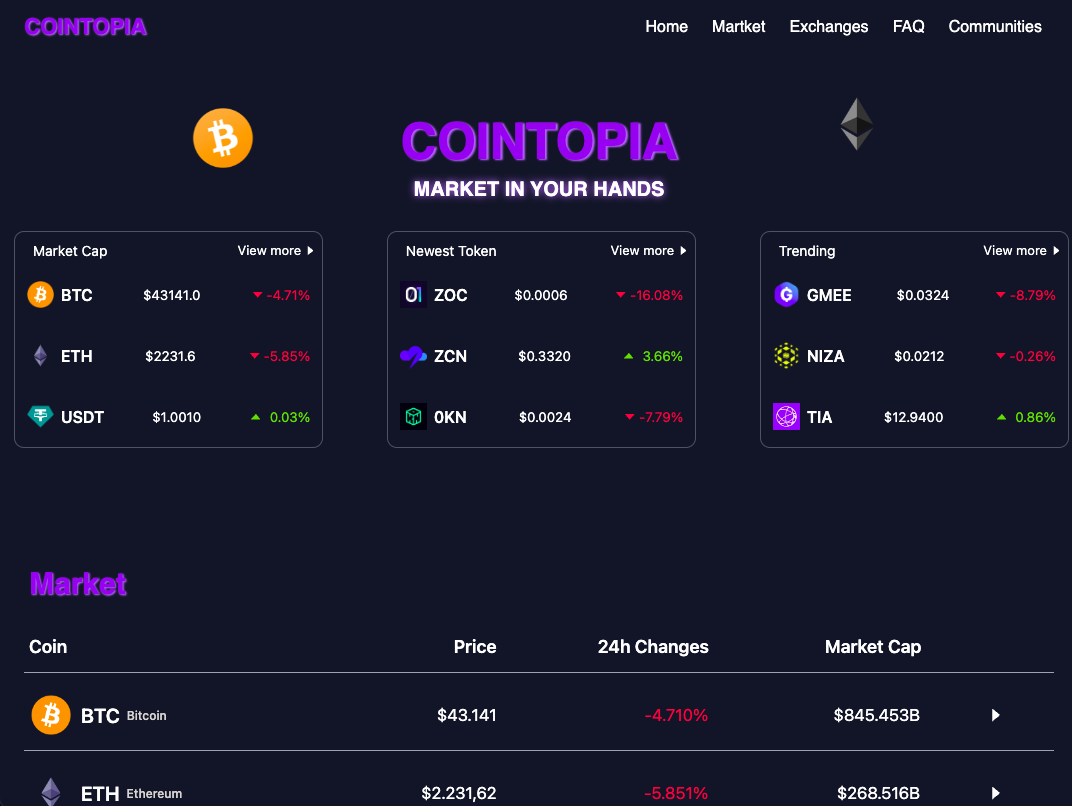 COINTOPIA
Home Martket Exchanges FAQ Communities
COINTOPIA
MARKET IN YOUR HANDS
Market Cap View more
BTC $43141.0 -4.71%
ETH $2231.6 -5.85%
USDT $1.0010 0.03%
Newest Token View more
ZOC $0.0006 -16.08%
ZCN $0.3320 3.66%
0KN $0.0024 -7.79%
Trending View more
GMEE $0.0324 -8.79%
NIZA $0.0212 -0.26%
TIA $12.9400 0.86%
Market
Coin Price 24h Changes Market Cap
BTC Bitcoin $43.141 -4.710% $845.453B
ETH Ethereum $2.231,62 -5.851% $268.516B